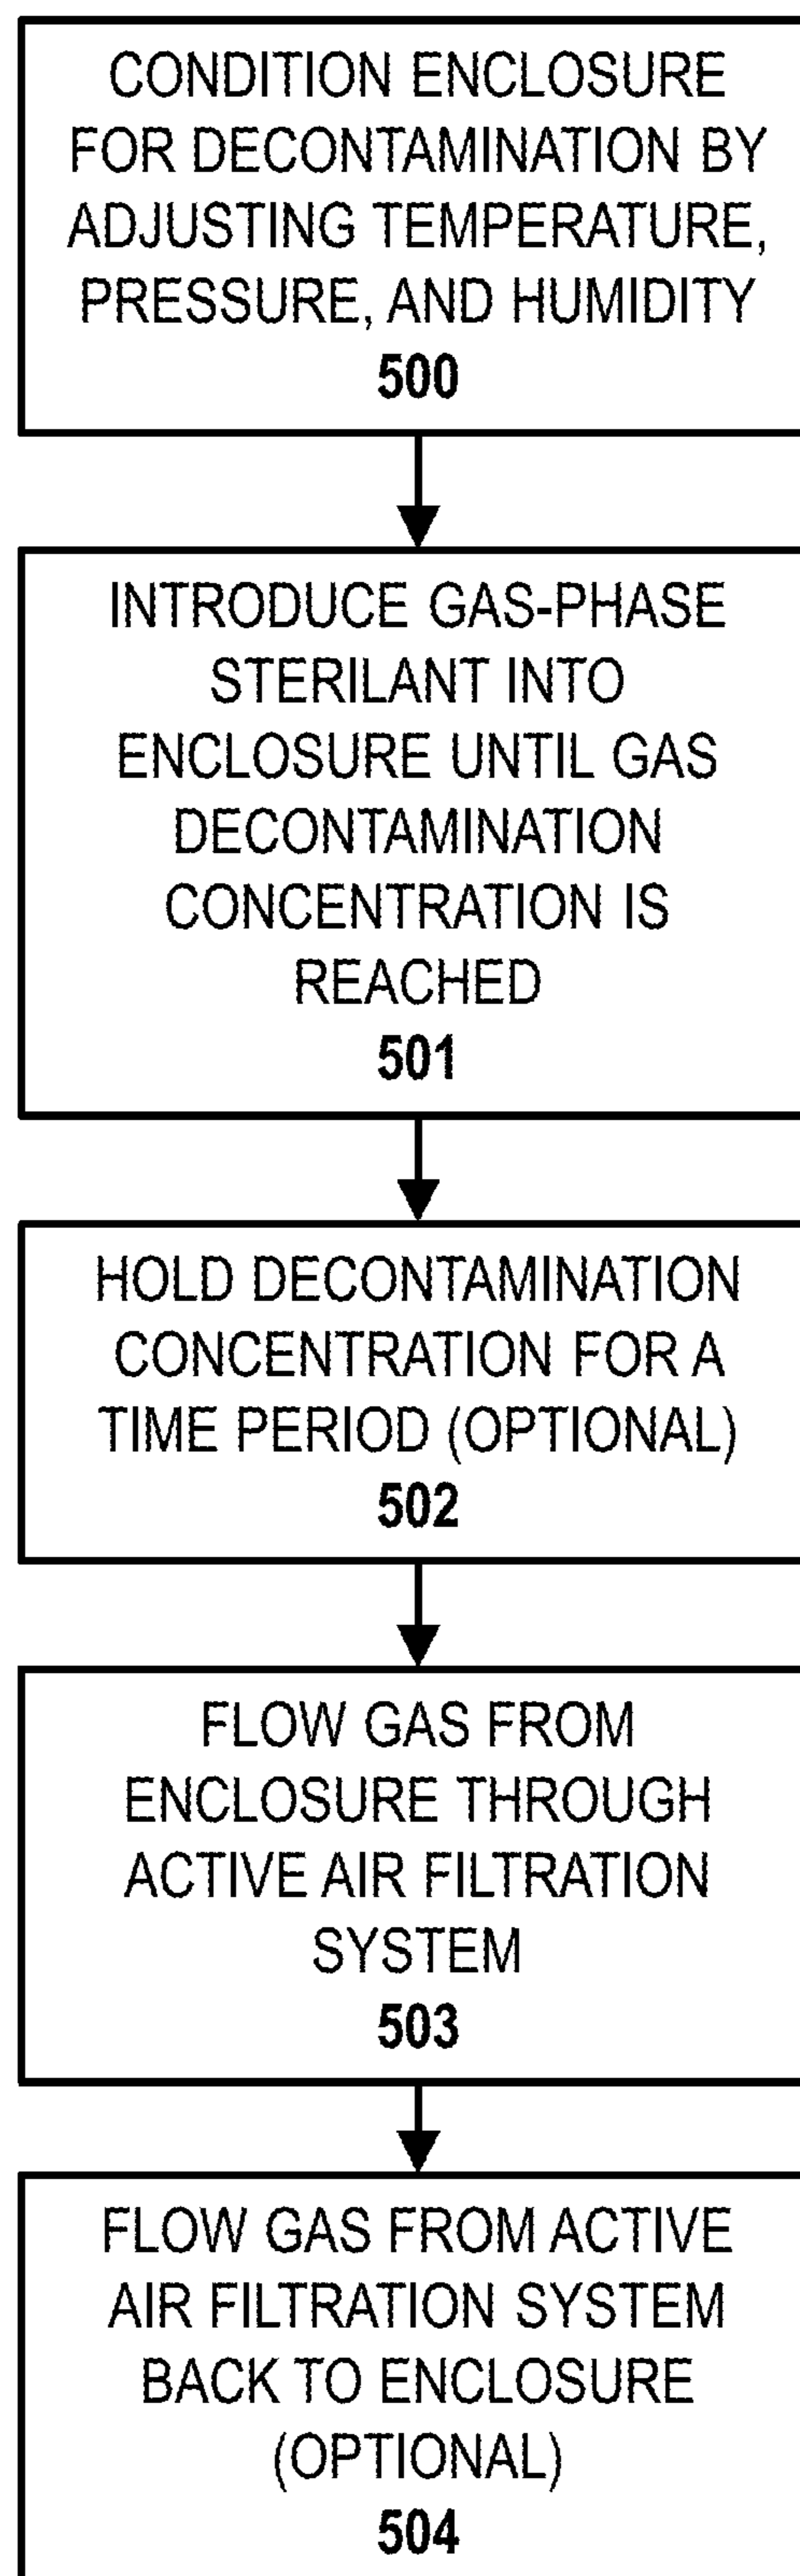 CONDITION ENCLOSURE
FOR DECONTAMINATION BY
ADJUSTING TEMPERATURE,
PRESSURE, AND HUMIDITY
500
INTRODUCE GAS-PHASE
STERILANT INTO
ENCLOSURE UNTIL GAS
DECONTAMINATION
CONCENTRATION IS
REACHED
501
HOLD DECONTAMINATION
CONCENTRATION FOR A
TIME PERIOD (OPTIONAL)
502
FLOW GAS FROM
ENCLOSURE THROUGH
ACTIVE AIR FILTRATION
SYSTEM
503
FLOW GAS FROM ACTIVE
AIR FILTRATION SYSTEM
BACK TO ENCLOSURE
(OPTIONAL)
504